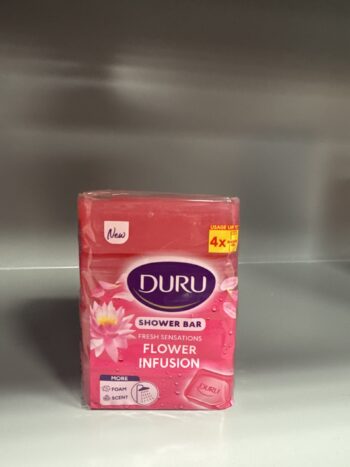 New
USAGE UP TO
4x
DURU
SHOWER BAR
FRESH SENSATIONS
FLOWER
INFUSION
MORE
FOAM
SCENT
DURU